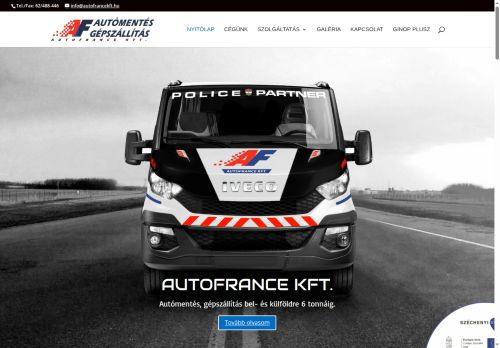 Tel./Fax: 62/488-446 info@autofrancekft.hu
AF AUTÓMENTÉS
GÉPSZÁLLÍTÁS
AUTOFRANCE KFT.
NYITÓLAP CÉGÜNK SZOLGÁLTATÁS GALÉRIA KAPCSOLAT GINOP PLUSZ
POLICE PARTNER
AF
AUTOFRANCE KFT.
IVECO
AUTOFRANCE KFT.
Autómentés, gépszállítás bel- és külföldre 6 tonnáig.
Tovább olvasom
SZÉCHENYI